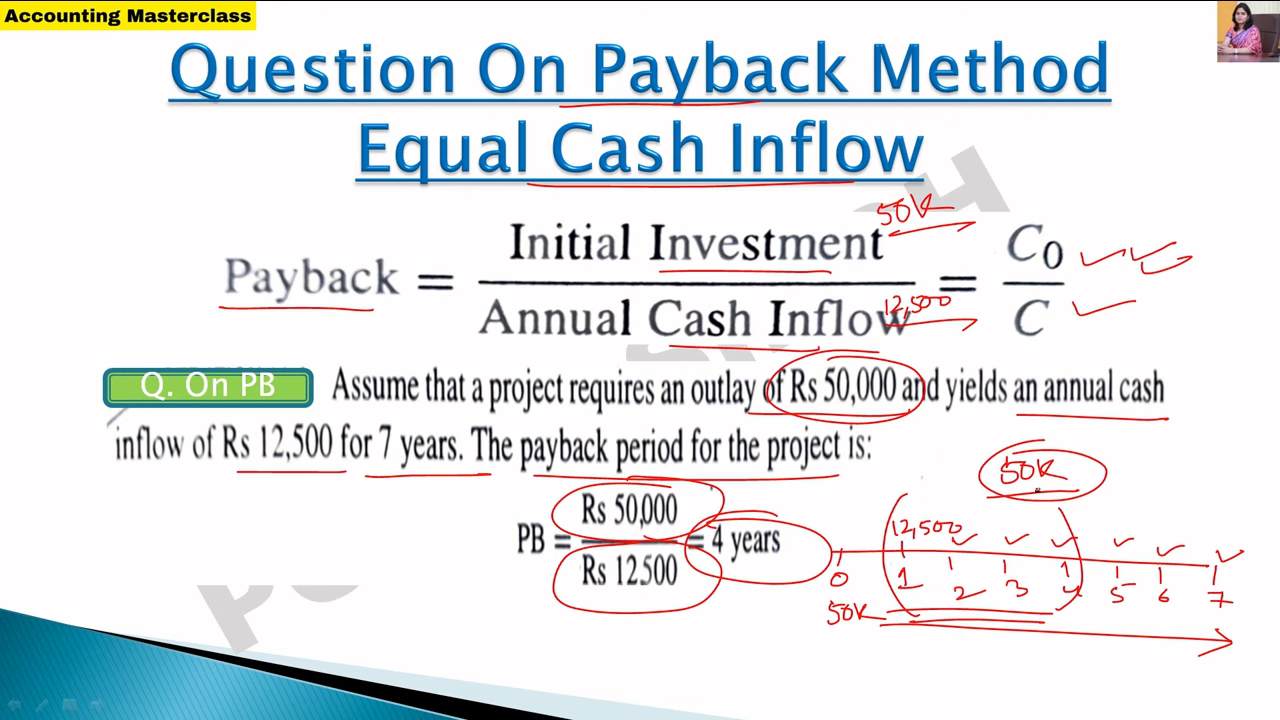 Accounting Masterclass
Question On Payback Method
Equal Cash Inflow
50K
Payback = Initial Investment / Annual Cash Inflow = C0 / C
12,500
Q. On PB
Assume that a project requires an outlay of Rs 50,000 and yields an annual cash
inflow of Rs 12,500 for 7 years. The payback period for the project is:
50K
PB = Rs 50,000 / Rs 12500 = 4 years
12,500
0 1 2 3 4 5 6 7
50K